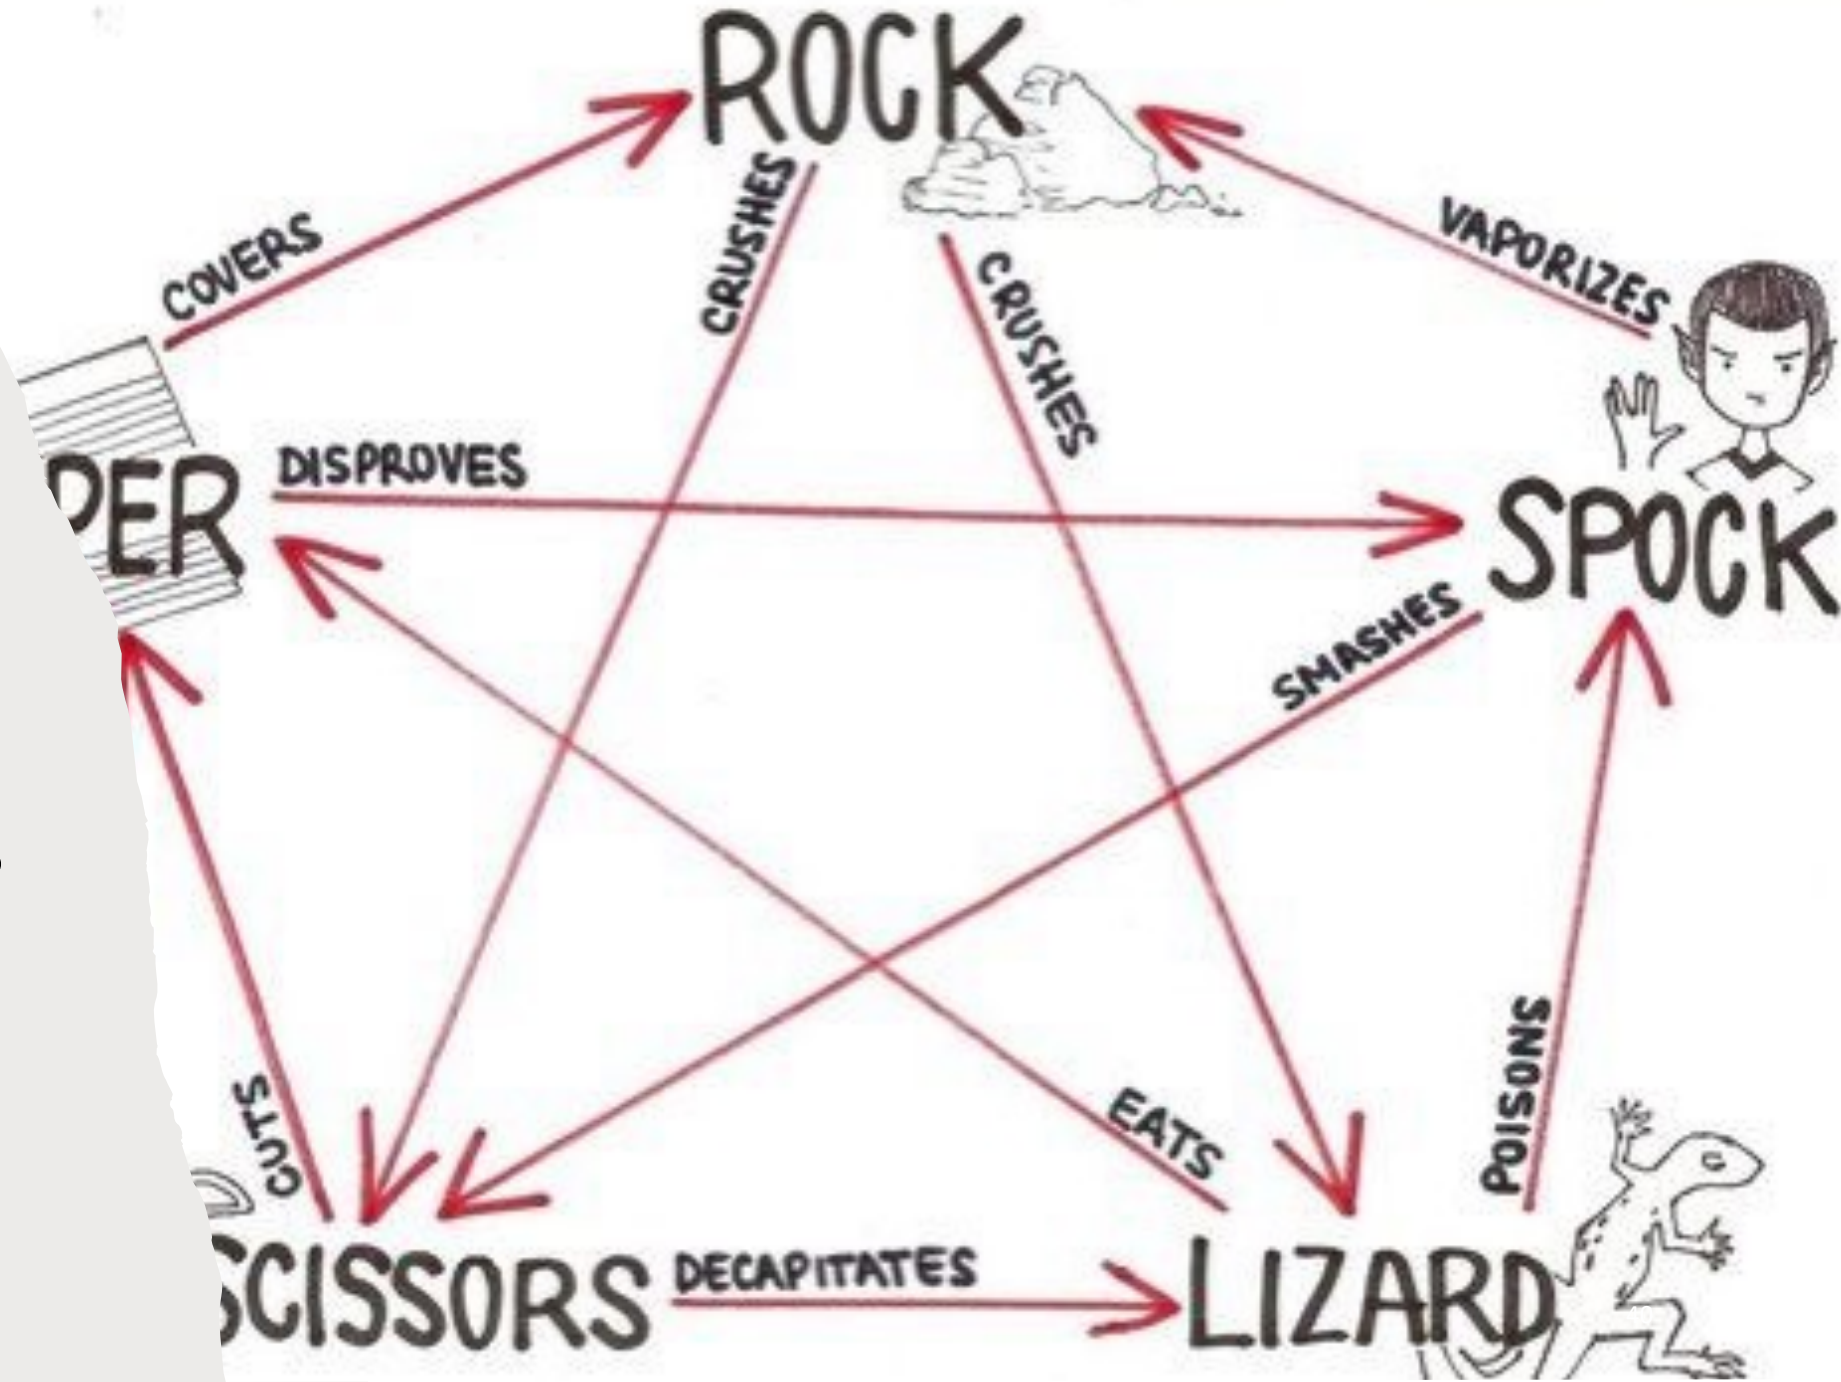 ROCK
COVERS
CRUSHES
CRUSHES
VAPORIZES
PER
DISPROVES
SPOCK
SMASHES
CUTS
EATS
POISONS
SCISSORS
DECAPITATES
LIZARD